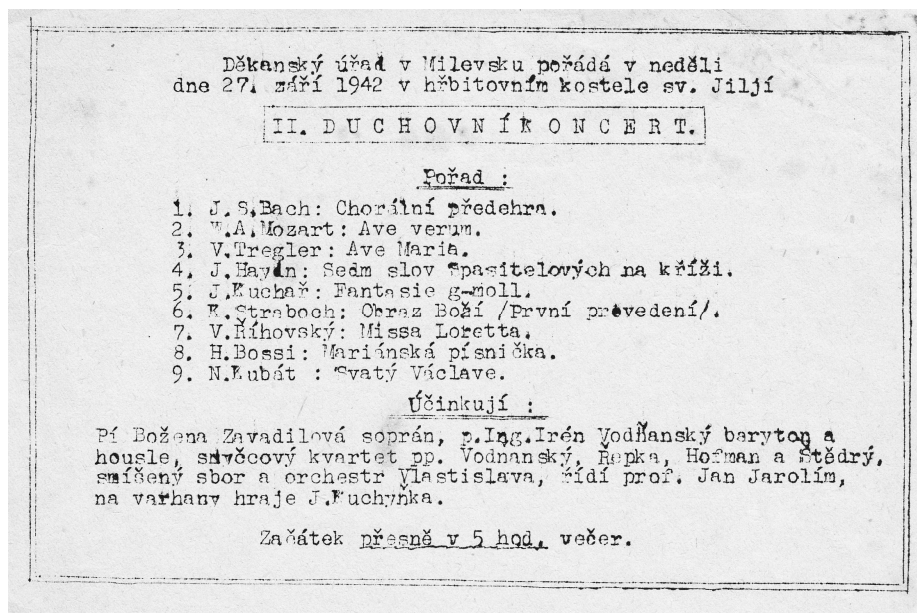 Děkanský úřad v Milevsku pořádá v neděli
dne 27. září 1942 v hřbitovním kostele sv. Jiljí
II. DUCHOVNÍ KONCERT.
Pořad :
1. J.S.Bach: Chorální předehra.
2. W.A.Mozart: Ave verum.
3. V.Tregler: Ave Maria.
4. J.Haydn: Sedm slov Spasitelových na kříži.
5. J.Kuchař: Fantasie g-moll.
6. K.Straboch: Obraz Boží /První provedení/.
7. V.Říhovský: Missa Loretta.
8. H.Bossi: Mariánská písnička.
9. N.Kubát : Svatý Václave.
Účinkují :
Pí Božena Zavadilová soprán, p.Ing.Irén Vodňanský baryton a
housle, smyčcový kvartet pp. Vodnanský, Řepka, Hofman a Štědrý,
smíšený sbor a orchestr Vlastislava, řídí prof. Jan Jarolím,
na varhany hraje J.Kuchyňka.
Začátek přesně v 5 hod, večer.